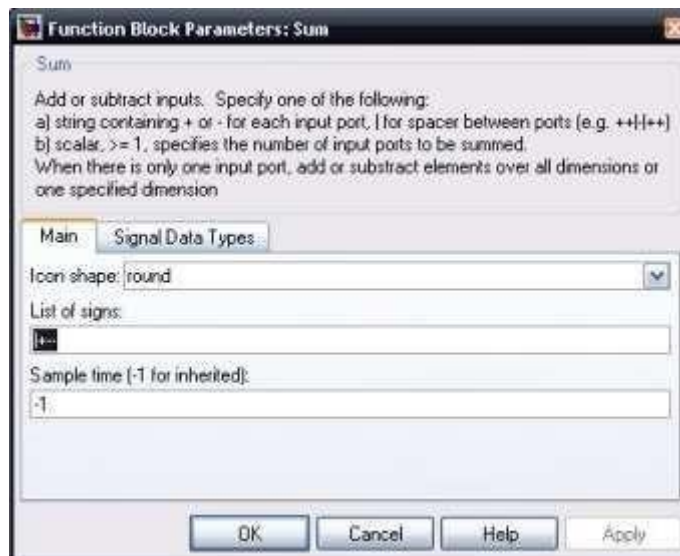 Function Block Parameters: Sum
Sum
Add or subtract inputs. Specify one of the following:
a) string containing + or - for each input port, | for spacer between ports (e.g. ++|-|++)
b) scalar, >= 1, specifies the number of input ports to be summed.
When there is only one input port, add or substract elements over all dimensions or
one specified dimension
Main
Signal Data Types
Icon shape: round
List of signs:
|+--
Sample time (-1 for inherited):
-1
OK
Cancel
Help
Apply